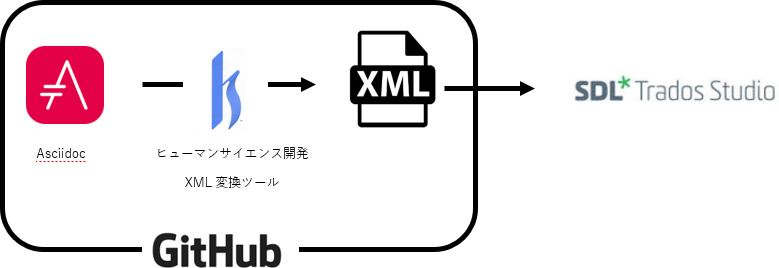 XML
SDL* Trados Studio
Asciidoc
ヒューマンサイエンス開発
XML 変換ツール
GitHub